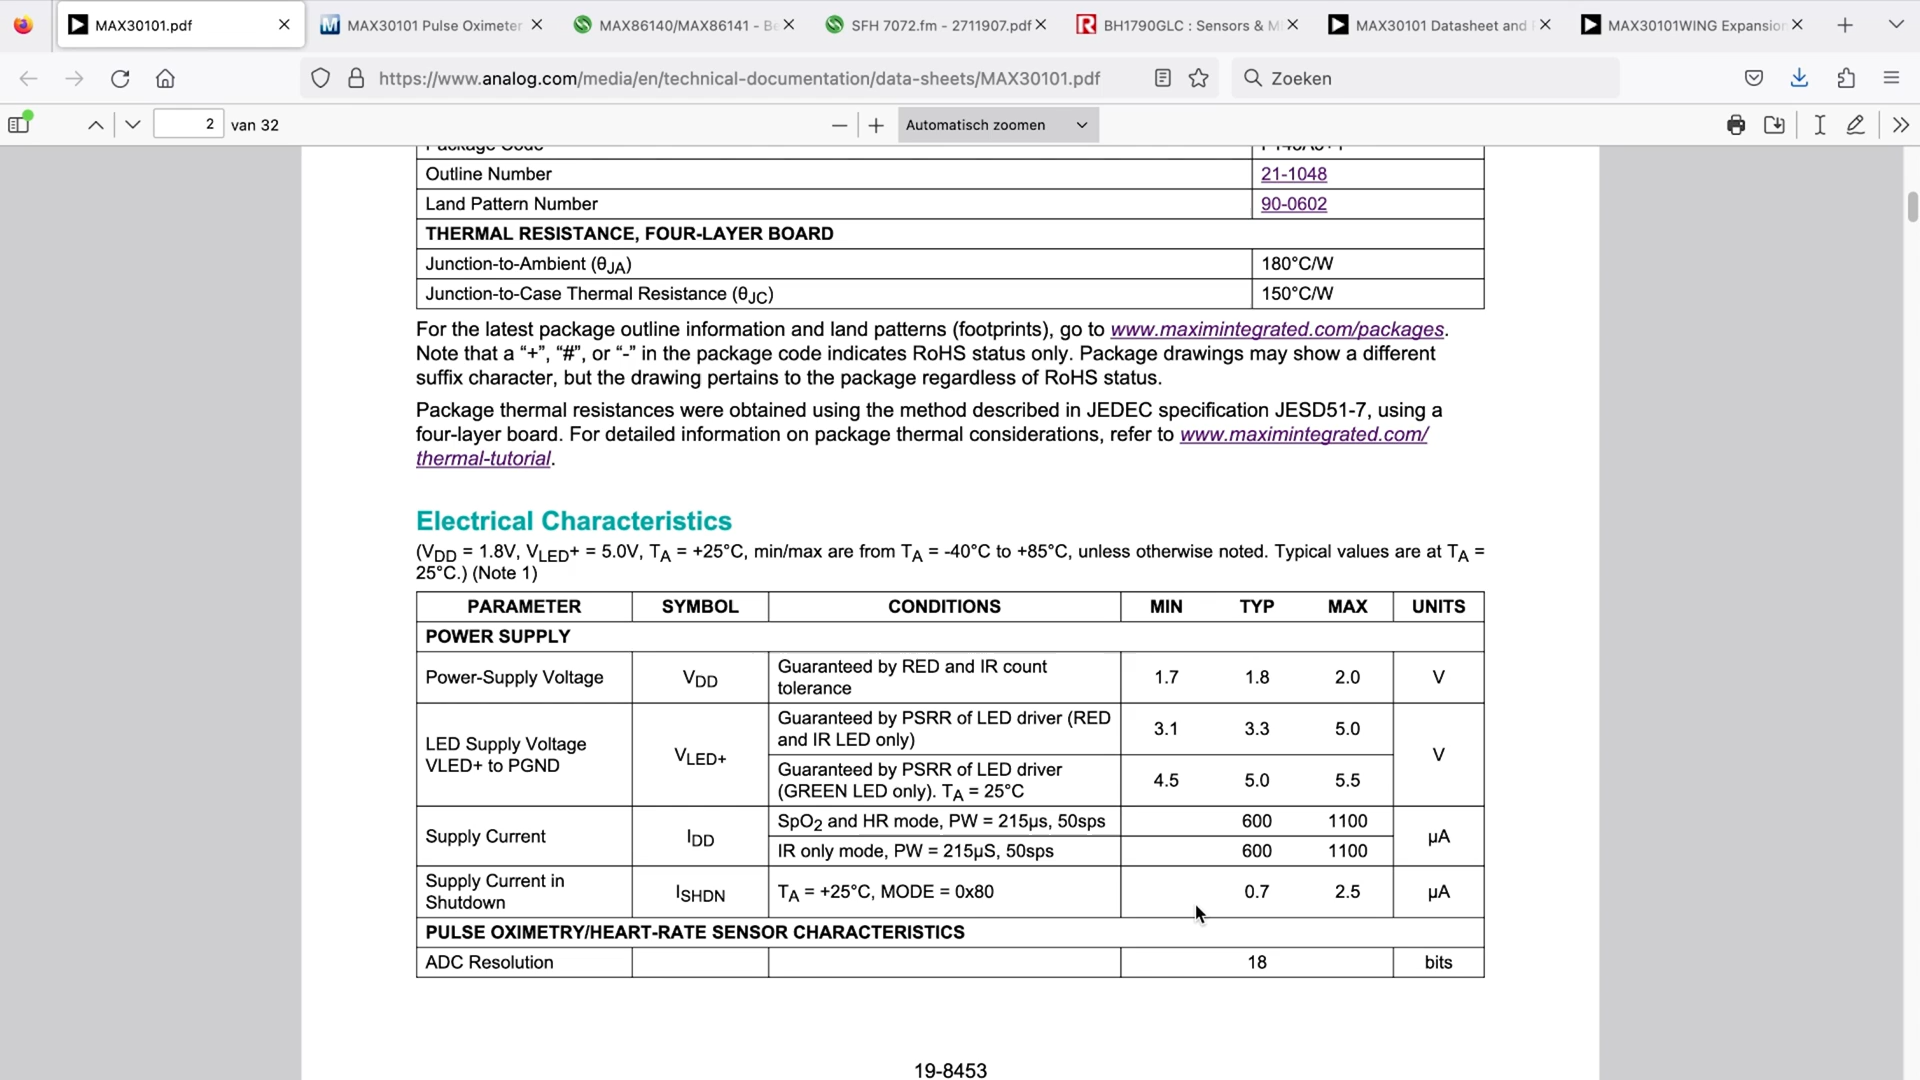 MAX30101.pdf
MAX30101 Pulse Oximeter
MAX86140/MAX86141 - Be
SFH 7072.fm - 2711907.pdf
BH1790GLC : Sensors & M
MAX30101 Datasheet and
MAX30101WING Expansion
https://www.analog.com/media/en/technical-documentation/data-sheets/MAX30101.pdf
Zoeken
2 van 32
Automatisch zoomen
Package Code
Outline Number 21-1048
Land Pattern Number 90-0602
THERMAL RESISTANCE, FOUR-LAYER BOARD
Junction-to-Ambient (θJA) 180°C/W
Junction-to-Case Thermal Resistance (θJC) 150°C/W
For the latest package outline information and land patterns (footprints), go to www.maximintegrated.com/packages.
Note that a “+”, “#”, or “-” in the package code indicates RoHS status only. Package drawings may show a different
suffix character, but the drawing pertains to the package regardless of RoHS status.
Package thermal resistances were obtained using the method described in JEDEC specification JESD51-7, using a
four-layer board. For detailed information on package thermal considerations, refer to www.maximintegrated.com/
thermal-tutorial.
Electrical Characteristics
(VDD = 1.8V, VLED+ = 5.0V, TA = +25°C, min/max are from TA = -40°C to +85°C, unless otherwise noted. Typical values are at TA =
25°C.) (Note 1)
PARAMETER SYMBOL CONDITIONS MIN TYP MAX UNITS
POWER SUPPLY
Power-Supply Voltage VDD Guaranteed by RED and IR count
tolerance 1.7 1.8 2.0 V
LED Supply Voltage
VLED+ to PGND VLED+ Guaranteed by PSRR of LED driver (RED
and IR LED only) 3.1 3.3 5.0 V
Guaranteed by PSRR of LED driver
(GREEN LED only). TA = 25°C 4.5 5.0 5.5
Supply Current IDD SpO2 and HR mode, PW = 215µs, 50sps 600 1100 µA
IR only mode, PW = 215µS, 50sps 600 1100
Supply Current in
Shutdown ISHDN TA = +25°C, MODE = 0x80 0.7 2.5 µA
PULSE OXIMETRY/HEART-RATE SENSOR CHARACTERISTICS
ADC Resolution 18 bits
19-8453